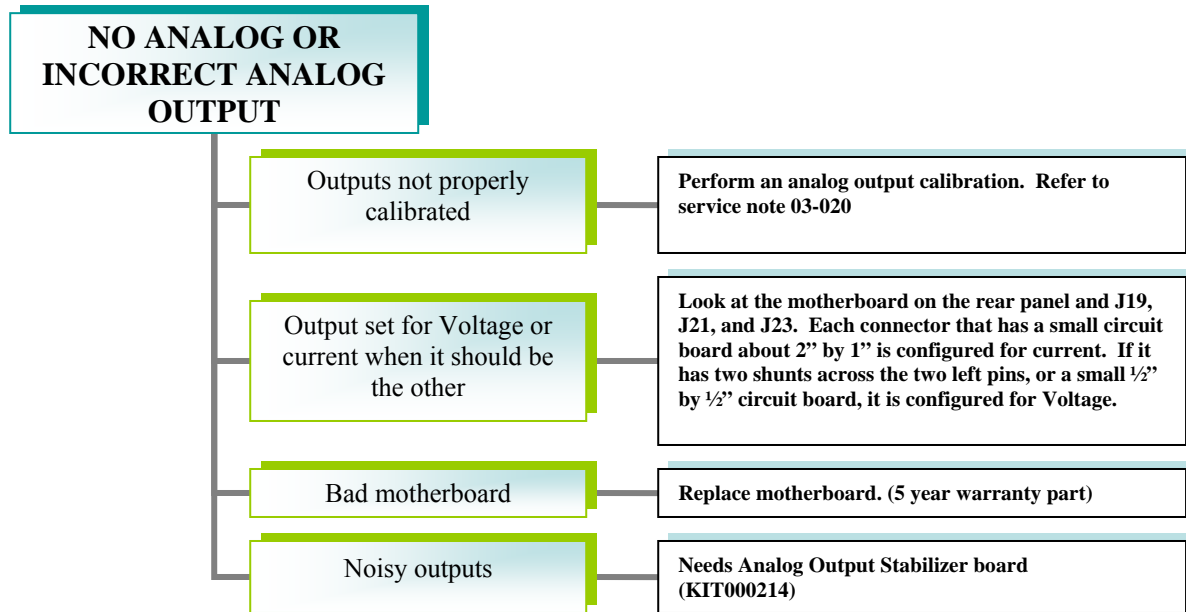 NO ANALOG OR
INCORRECT ANALOG
OUTPUT
Outputs not properly
calibrated
Perform an analog output calibration.  Refer to
service note 03-020
Output set for Voltage or
current when it should be
the other
Look at the motherboard on the rear panel and J19,
J21, and J23.  Each connector that has a small circuit
board about 2” by 1” is configured for current.  If it
has two shunts across the two left pins, or a small ½”
by ½” circuit board, it is configured for Voltage.
Bad motherboard
Replace motherboard. (5 year warranty part)
Noisy outputs
Needs Analog Output Stabilizer board
(KIT000214)